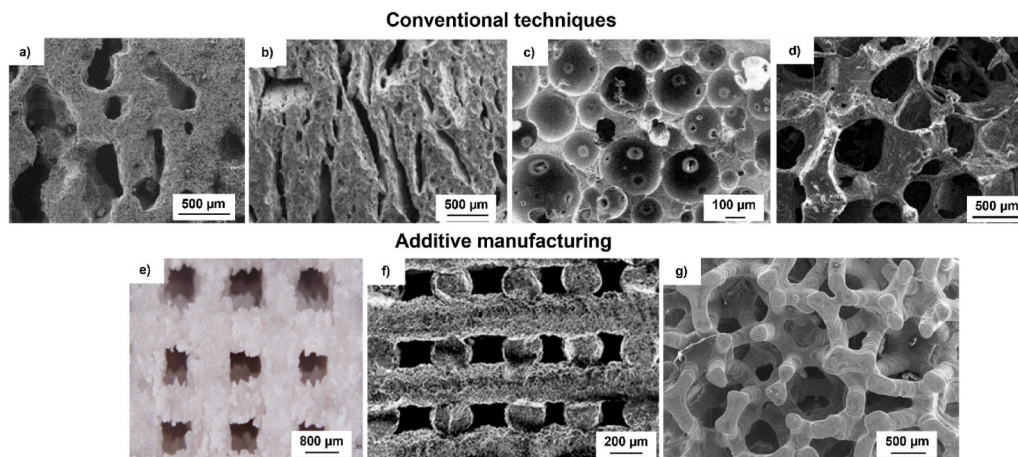 Conventional techniques
a)
b)
c)
d)
500 µm
500 µm
100 µm
500 µm
Additive manufacturing
e)
f)
g)
800 µm
200 µm
500 µm